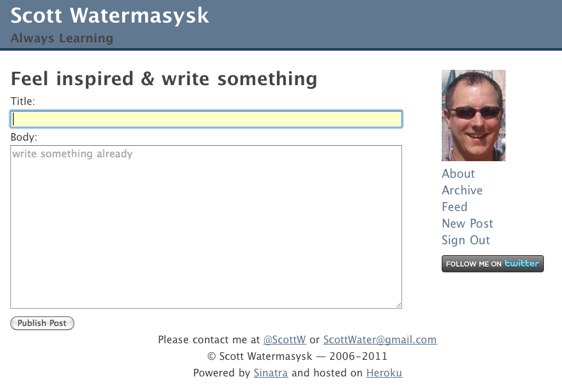 Scott Watermasysk
Always Learning
Feel inspired & write something
Title:
Body:
write something already
Publish Post
About
Archive
Feed
New Post
Sign Out
FOLLOW ME ON twitter
Please contact me at @ScottW or ScottWater@gmail.com
© Scott Watermasysk — 2006-2011
Powered by Sinatra and hosted on Heroku